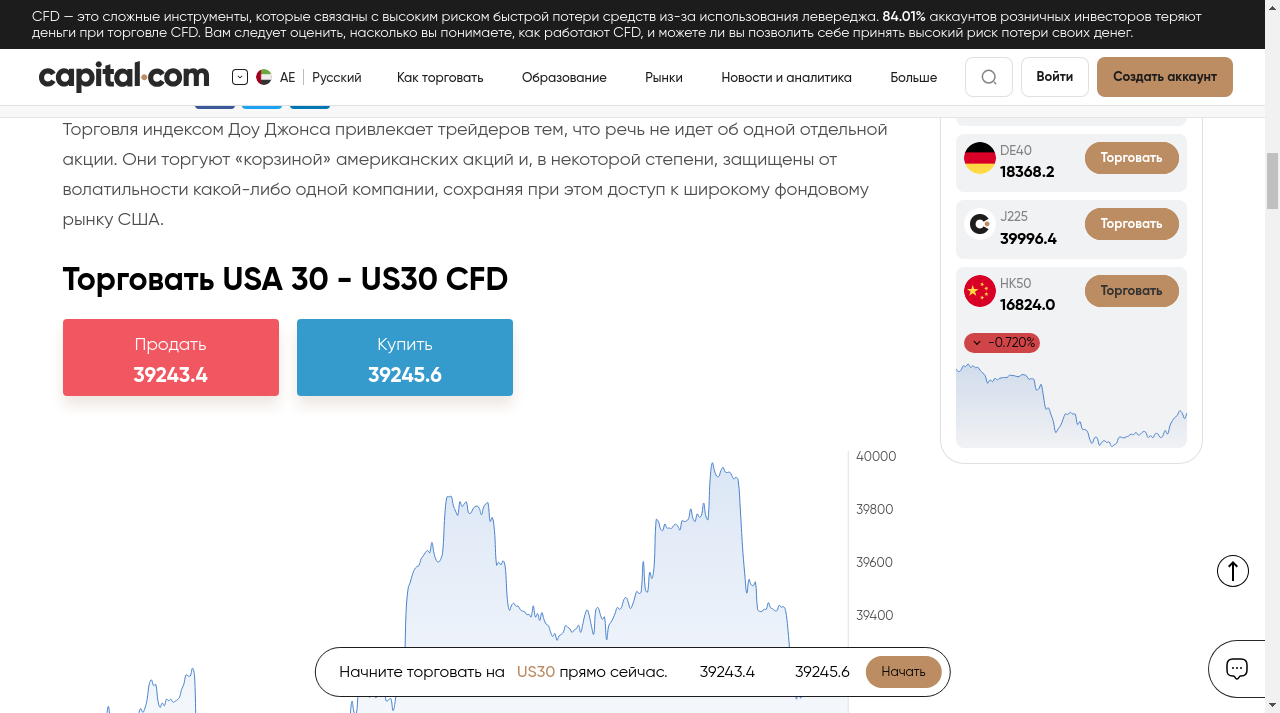 CFD — это сложные инструменты, которые связаны с высоким риском быстрой потери средств из-за использования левереджа. 84.01% аккаунтов розничных инвесторов теряют
деньги при торговле CFD. Вам следует оценить, насколько вы понимаете, как работают CFD, и можете ли вы позволить себе принять высокий риск потери своих денег.
capital.com
AE
Русский
Как торговать
Образование
Рынки
Новости и аналитика
Больше
Войти
Создать аккаунт
Торговля индексом Доу Джонса привлекает трейдеров тем, что речь не идет об одной отдельной
акции. Они торгуют «корзиной» американских акций и, в некоторой степени, защищены от
волатильности какой-либо одной компании, сохраняя при этом доступ к широкому фондовому
рынку США.
Торговать USA 30 - US30 CFD
Продать
39243.4
Купить
39245.6
40000
39800
39600
39400
DE40
18368.2
Торговать
J225
39996.4
Торговать
HK50
16824.0
Торговать
-0.720%
Начните торговать на US30 прямо сейчас. 39243.4 39245.6 Начать